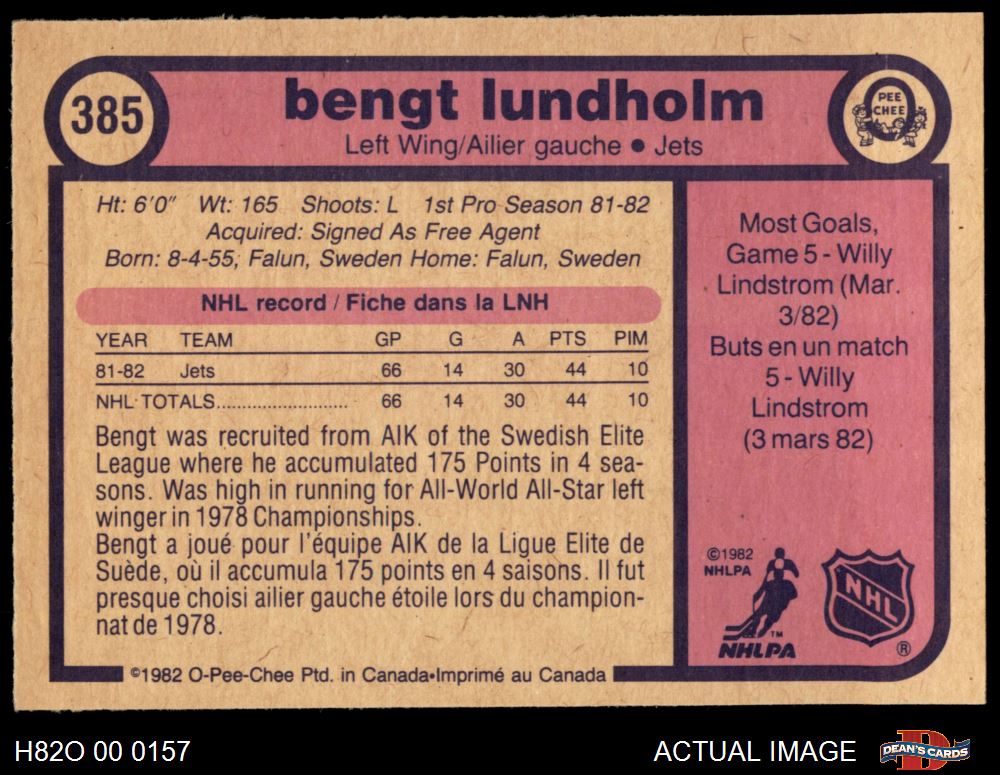 385
bengt lundholm
Left Wing/Ailier gauche • Jets
PEE
CHEE
Ht: 6'0" Wt: 165 Shoots: L 1st Pro Season 81-82
Acquired: Signed As Free Agent
Born: 8-4-55, Falun, Sweden Home: Falun, Sweden
NHL record / Fiche dans la LNH
YEAR TEAM GP G A PTS PIM
81-82 Jets 66 14 30 44 10
NHL TOTALS........................... 66 14 30 44 10
Bengt was recruited from AIK of the Swedish Elite
League where he accumulated 175 Points in 4 sea-
sons. Was high in running for All-World All-Star left
winger in 1978 Championships.
Bengt a joué pour l'équipe AIK de la Ligue Elite de
Suède, où il accumula 175 points en 4 saisons. Il fut
presque choisi ailier gauche étoile lors du champion-
nat de 1978.
©1982 O-Pee-Chee Ptd. in Canada•Imprimé au Canada
Most Goals,
Game 5 - Willy
Lindstrom (Mar.
3/82)
Buts en un match
5 - Willy
Lindstrom
(3 mars 82)
©1982
NHLPA
TM
NHLPA
NHL
®
H82O 00 0157
ACTUAL IMAGE
D
DEAN'S CARDS